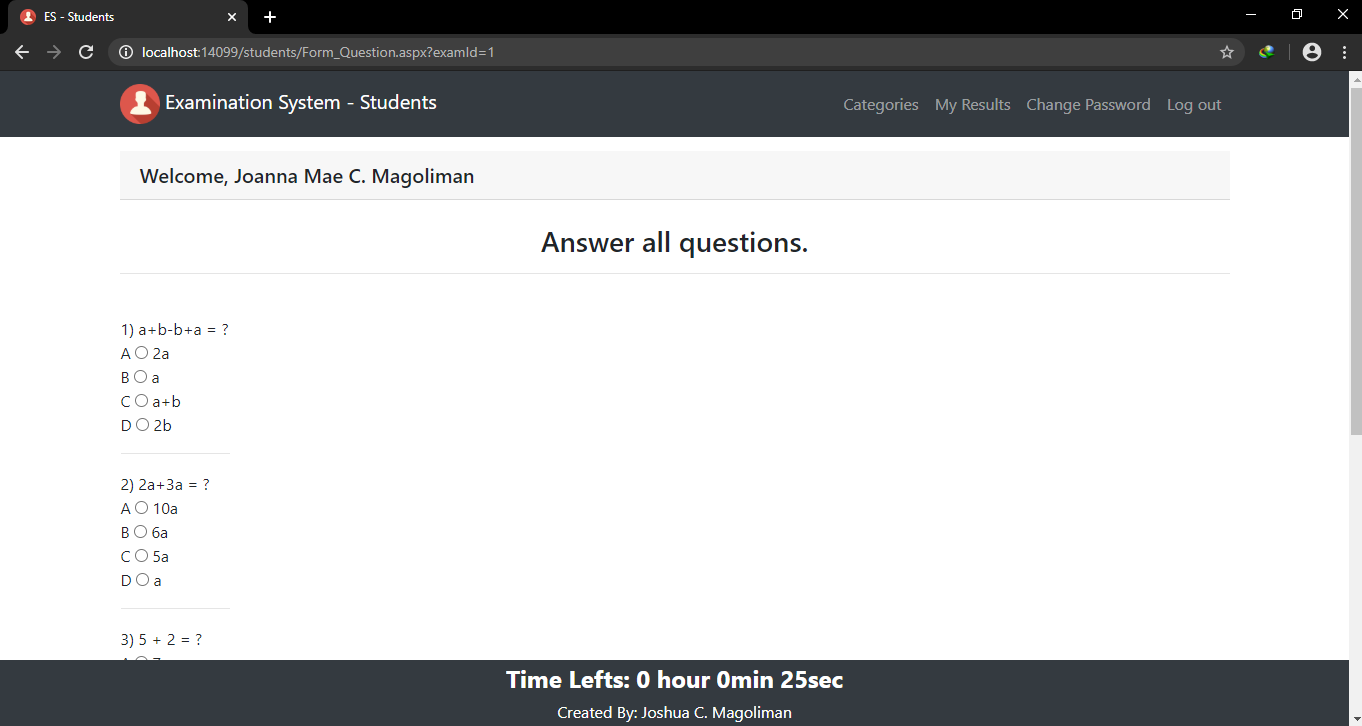 ES - Students
localhost:14099/students/Form_Question.aspx?examId=1
Examination System - Students
Categories My Results Change Password Log out
Welcome, Joanna Mae C. Magoliman
Answer all questions.
1) a+b-b+a = ?
A 2a
B a
C a+b
D 2b
2) 2a+3a = ?
A 10a
B 6a
C 5a
D a
3) 5 + 2 = ?
Time Lefts: 0 hour 0min 25sec
Created By: Joshua C. Magoliman